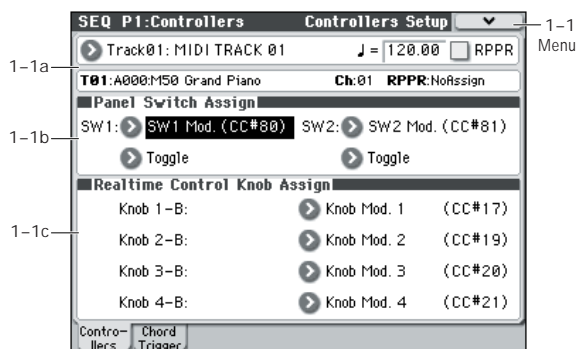 SEQ P1:Controllers Controllers Setup
1–1
Menu
Track01: MIDI TRACK 01 ♩= 120.00 RPPR
1–1a
T01:A000:M50 Grand Piano Ch:01 RPPR:NoAssign
Panel Switch Assign
SW1: SW1 Mod. (CC#80) SW2: SW2 Mod. (CC#81)
1–1b
Toggle Toggle
Realtime Control Knob Assign
Knob 1-B: Knob Mod. 1 (CC#17)
1–1c
Knob 2-B: Knob Mod. 2 (CC#19)
Knob 3-B: Knob Mod. 3 (CC#20)
Knob 4-B: Knob Mod. 4 (CC#21)
Contro- Chord
llers Trigger